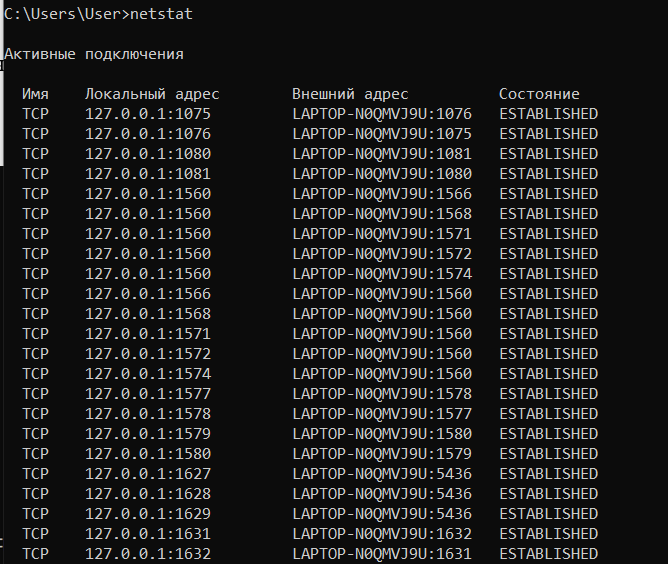 C:\Users\User>netstat
Активные подключения
Имя Локальный адрес Внешний адрес Состояние
TCP 127.0.0.1:1075 LAPTOP-N0QMVJ9U:1076 ESTABLISHED
TCP 127.0.0.1:1076 LAPTOP-N0QMVJ9U:1075 ESTABLISHED
TCP 127.0.0.1:1080 LAPTOP-N0QMVJ9U:1081 ESTABLISHED
TCP 127.0.0.1:1081 LAPTOP-N0QMVJ9U:1080 ESTABLISHED
TCP 127.0.0.1:1560 LAPTOP-N0QMVJ9U:1566 ESTABLISHED
TCP 127.0.0.1:1560 LAPTOP-N0QMVJ9U:1568 ESTABLISHED
TCP 127.0.0.1:1560 LAPTOP-N0QMVJ9U:1571 ESTABLISHED
TCP 127.0.0.1:1560 LAPTOP-N0QMVJ9U:1572 ESTABLISHED
TCP 127.0.0.1:1560 LAPTOP-N0QMVJ9U:1574 ESTABLISHED
TCP 127.0.0.1:1566 LAPTOP-N0QMVJ9U:1560 ESTABLISHED
TCP 127.0.0.1:1568 LAPTOP-N0QMVJ9U:1560 ESTABLISHED
TCP 127.0.0.1:1571 LAPTOP-N0QMVJ9U:1560 ESTABLISHED
TCP 127.0.0.1:1572 LAPTOP-N0QMVJ9U:1560 ESTABLISHED
TCP 127.0.0.1:1574 LAPTOP-N0QMVJ9U:1560 ESTABLISHED
TCP 127.0.0.1:1577 LAPTOP-N0QMVJ9U:1578 ESTABLISHED
TCP 127.0.0.1:1578 LAPTOP-N0QMVJ9U:1577 ESTABLISHED
TCP 127.0.0.1:1579 LAPTOP-N0QMVJ9U:1580 ESTABLISHED
TCP 127.0.0.1:1580 LAPTOP-N0QMVJ9U:1579 ESTABLISHED
TCP 127.0.0.1:1627 LAPTOP-N0QMVJ9U:5436 ESTABLISHED
TCP 127.0.0.1:1628 LAPTOP-N0QMVJ9U:5436 ESTABLISHED
TCP 127.0.0.1:1629 LAPTOP-N0QMVJ9U:5436 ESTABLISHED
TCP 127.0.0.1:1631 LAPTOP-N0QMVJ9U:1632 ESTABLISHED
TCP 127.0.0.1:1632 LAPTOP-N0QMVJ9U:1631 ESTABLISHED